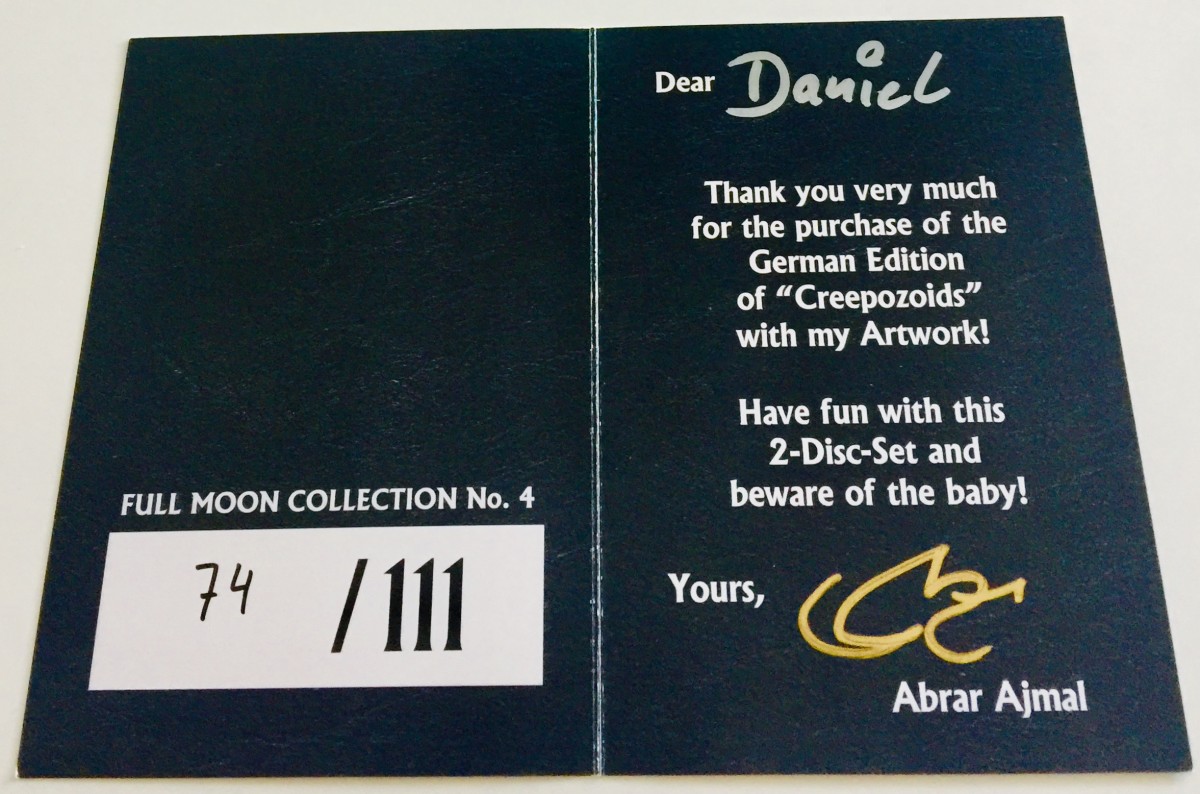 FULL MOON COLLECTION No. 4
74 /111
Dear Daniel
Thank you very much
for the purchase of the
German Edition
of “Creepozoids”
with my Artwork!
Have fun with this
2-Disc-Set and
beware of the baby!
Yours,
Abrar Ajmal